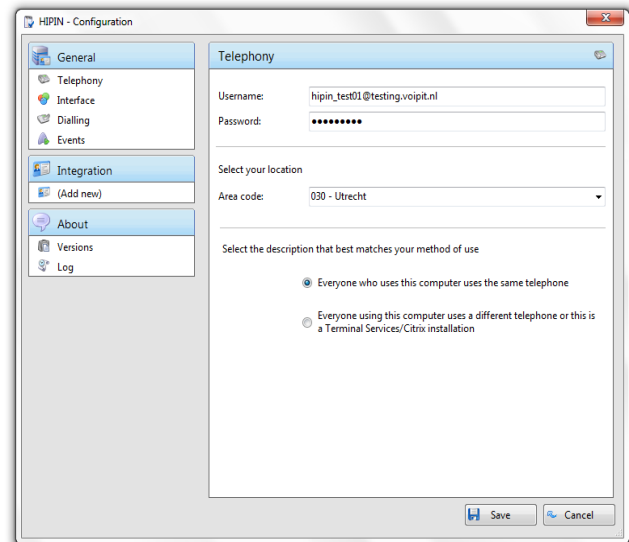 HIPIN - Configuration
General
Telephony
Interface
Dialling
Events
Integration
(Add new)
About
Versions
Log
Telephony
Username: hipin_test01@testing.voipit.nl
Password: •••••••••
Select your location
Area code: 030 - Utrecht
Select the description that best matches your method of use
Everyone who uses this computer uses the same telephone
Everyone using this computer uses a different telephone or this is
a Terminal Services/Citrix installation
Save
Cancel